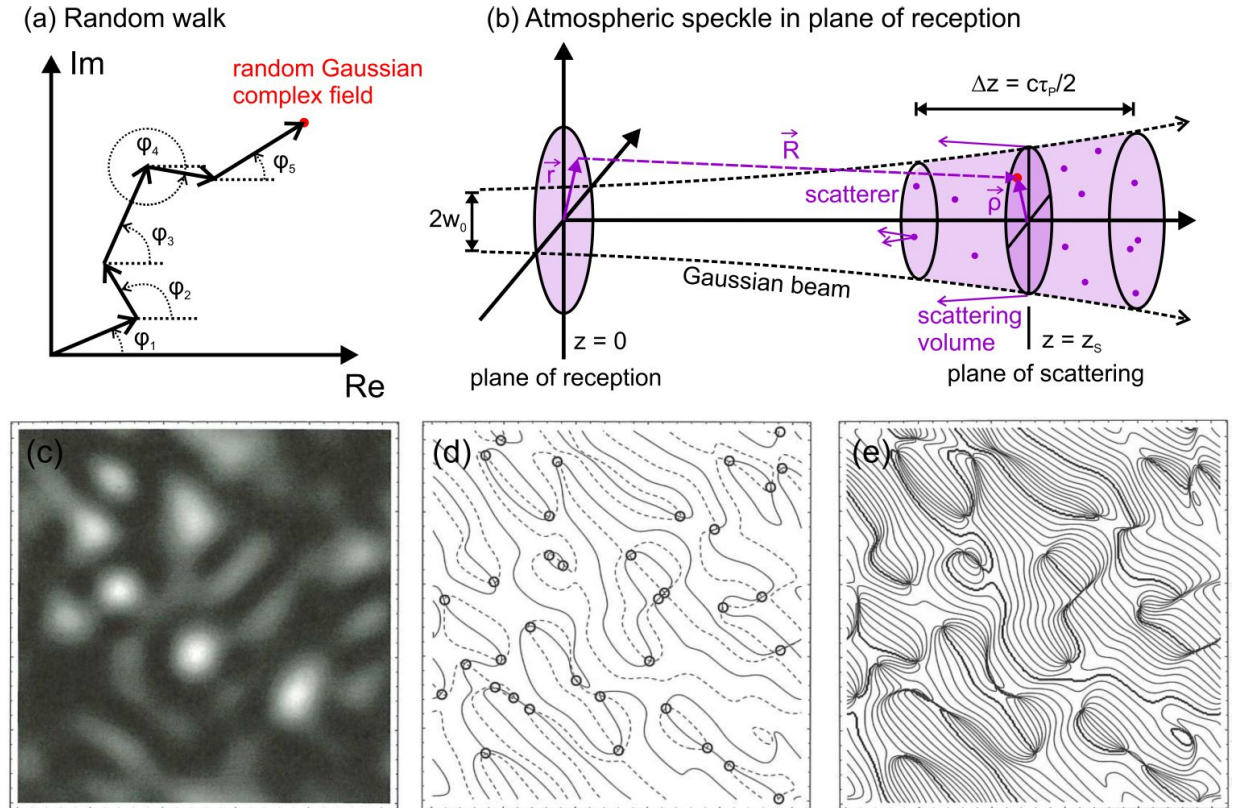 (a) Random walk
Im
random Gaussian
complex field
φ4
φ5
φ3
φ2
φ1
Re
(b) Atmospheric speckle in plane of reception
Δz = cτP/2
R
r
scatterer
ρ
2w0
Gaussian beam
scattering
volume
z = 0
z = zS
plane of reception
plane of scattering
(c)
(d)
(e)